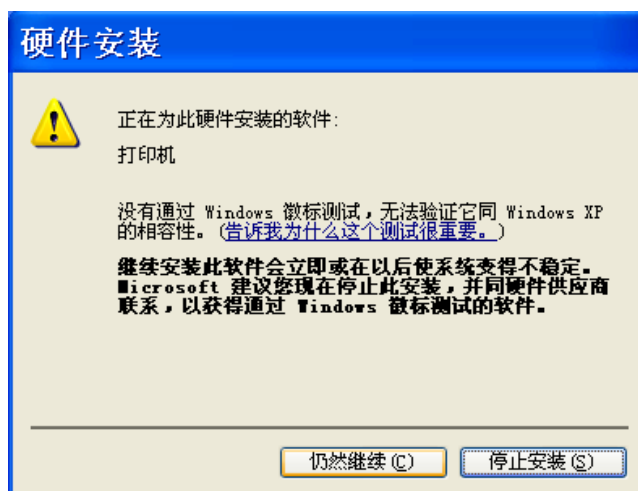 硬件安装
正在为此硬件安装的软件:
打印机
没有通过 Windows 徽标测试，无法验证它同 Windows XP
的相容性。(告诉我为什么这个测试很重要。)
继续安装此软件会立即或在以后使系统变得不稳定。
Microsoft 建议您现在停止此安装，并同硬件供应商
联系，以获得通过 Windows 徽标测试的软件。
仍然继续(C) 停止安装(S)